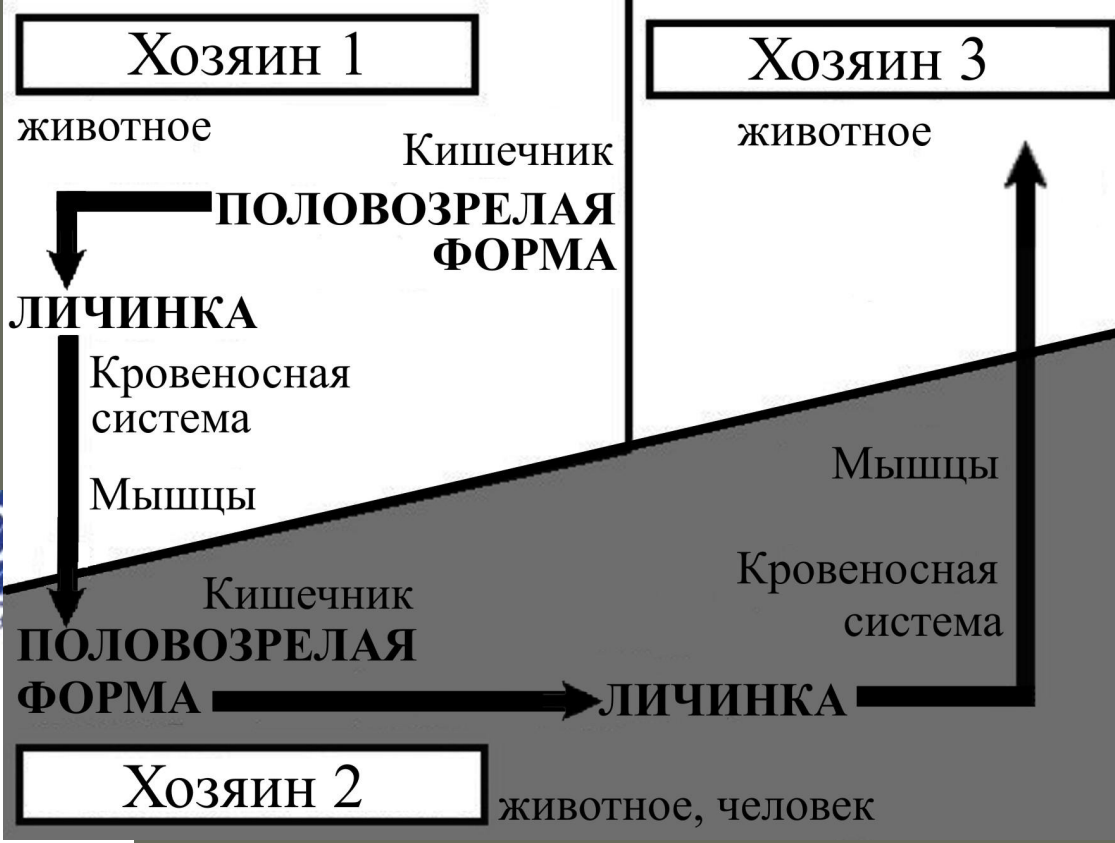 Хозяин 1
животное
Кишечник
ПОЛОВОЗРЕЛАЯ
ФОРМА
ЛИЧИНКА
Кровеносная
система
Мышцы
Хозяин 3
животное
Мышцы
Кровеносная
система
Кишечник
ПОЛОВОЗРЕЛАЯ
ФОРМА
ЛИЧИНКА
Хозяин 2
животное, человек